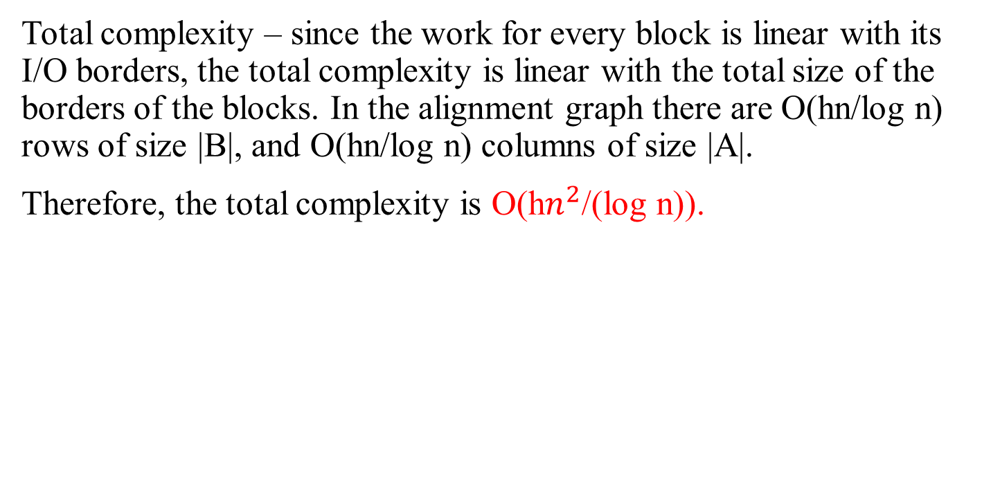 Total complexity – since the work for every block is linear with its
I/O borders, the total complexity is linear with the total size of the
borders of the blocks. In the alignment graph there are O(hn/log n)
rows of size |B|, and O(hn/log n) columns of size |A|.
Therefore, the total complexity is O(h𝑛²/(log n)).